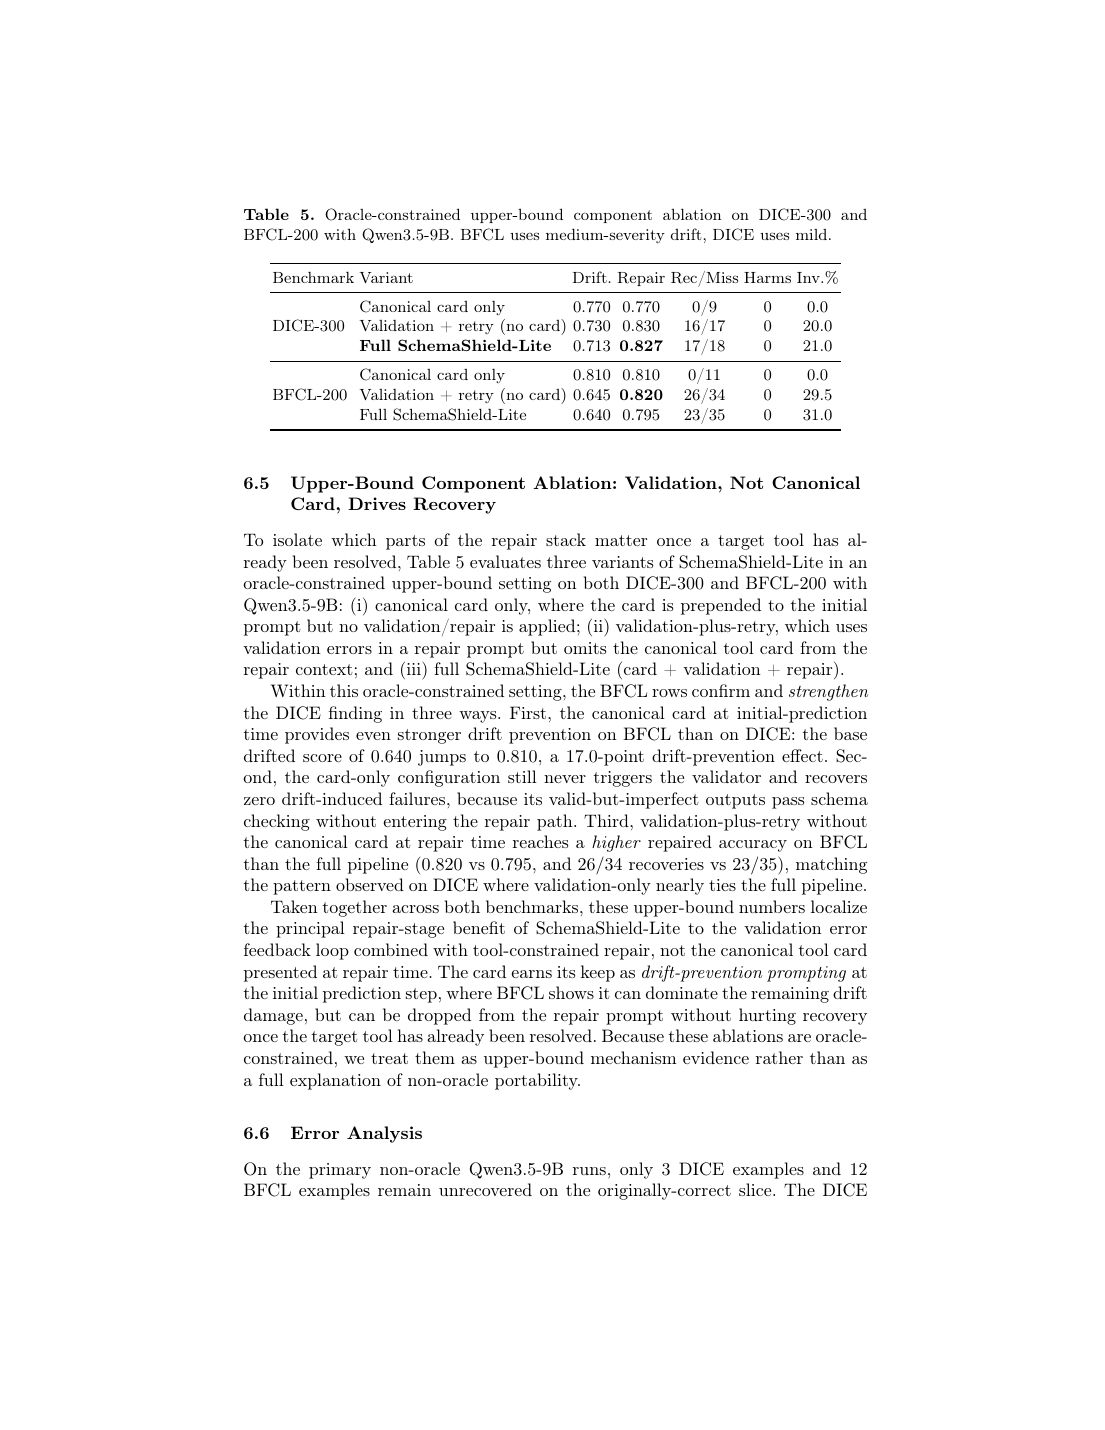 Table 5. Oracle-constrained upper-bound component ablation on DICE-300 and
BFCL-200 with Qwen3.5-9B. BFCL uses medium-severity drift, DICE uses mild.
Benchmark Variant Drift. Repair Rec/Miss Harms Inv.%
Canonical card only 0.770 0.770 0/9 0 0.0
DICE-300 Validation + retry (no card) 0.730 0.830 16/17 0 20.0
Full SchemaShield-Lite 0.713 0.827 17/18 0 21.0
Canonical card only 0.810 0.810 0/11 0 0.0
BFCL-200 Validation + retry (no card) 0.645 0.820 26/34 0 29.5
Full SchemaShield-Lite 0.640 0.795 23/35 0 31.0
6.5 Upper-Bound Component Ablation: Validation, Not Canonical
Card, Drives Recovery
To isolate which parts of the repair stack matter once a target tool has al-
ready been resolved, Table 5 evaluates three variants of SchemaShield-Lite in an
oracle-constrained upper-bound setting on both DICE-300 and BFCL-200 with
Qwen3.5-9B: (i) canonical card only, where the card is prepended to the initial
prompt but no validation/repair is applied; (ii) validation-plus-retry, which uses
validation errors in a repair prompt but omits the canonical tool card from the
repair context; and (iii) full SchemaShield-Lite (card + validation + repair).
Within this oracle-constrained setting, the BFCL rows confirm and strengthen
the DICE finding in three ways. First, the canonical card at initial-prediction
time provides even stronger drift prevention on BFCL than on DICE: the base
drifted score of 0.640 jumps to 0.810, a 17.0-point drift-prevention effect. Sec-
ond, the card-only configuration still never triggers the validator and recovers
zero drift-induced failures, because its valid-but-imperfect outputs pass schema
checking without entering the repair path. Third, validation-plus-retry without
the canonical card at repair time reaches a higher repaired accuracy on BFCL
than the full pipeline (0.820 vs 0.795, and 26/34 recoveries vs 23/35), matching
the pattern observed on DICE where validation-only nearly ties the full pipeline.
Taken together across both benchmarks, these upper-bound numbers localize
the principal repair-stage benefit of SchemaShield-Lite to the validation error
feedback loop combined with tool-constrained repair, not the canonical tool card
presented at repair time. The card earns its keep as drift-prevention prompting at
the initial prediction step, where BFCL shows it can dominate the remaining drift
damage, but can be dropped from the repair prompt without hurting recovery
once the target tool has already been resolved. Because these ablations are oracle-
constrained, we treat them as upper-bound mechanism evidence rather than as
a full explanation of non-oracle portability.
6.6 Error Analysis
On the primary non-oracle Qwen3.5-9B runs, only 3 DICE examples and 12
BFCL examples remain unrecovered on the originally-correct slice. The DICE